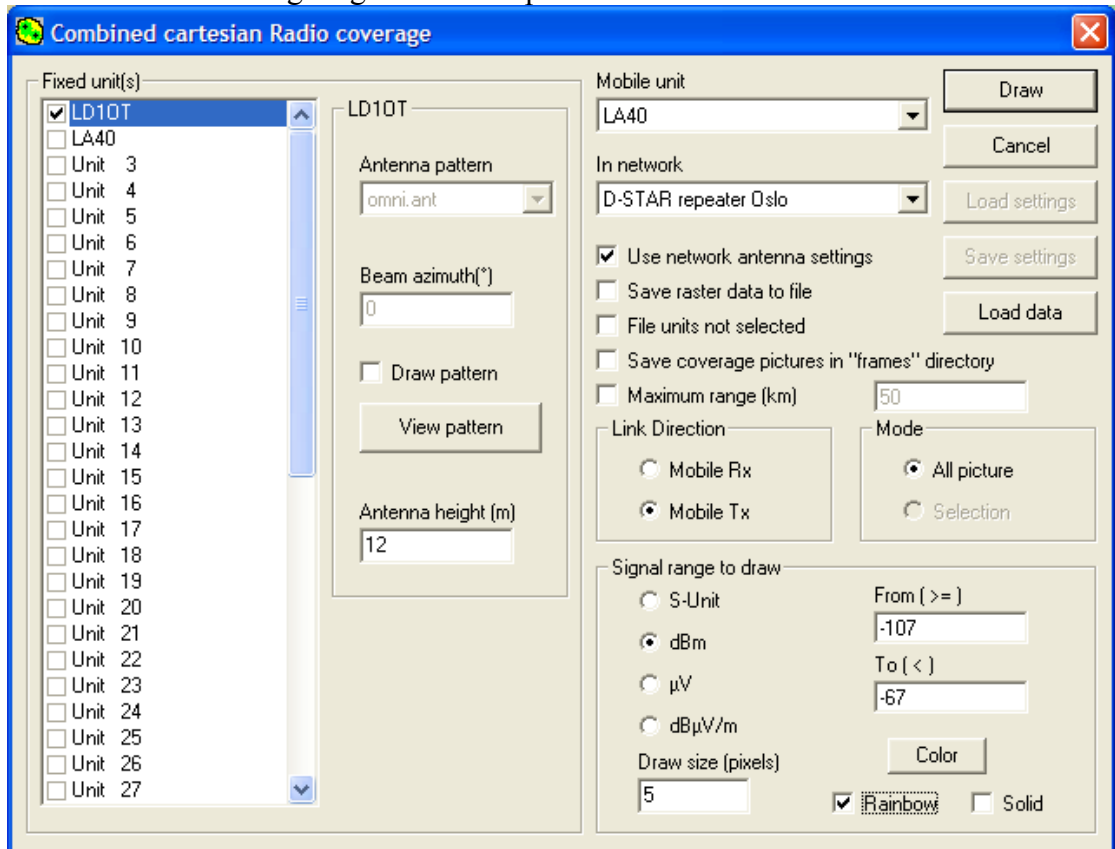 Combined cartesian Radio coverage
Fixed unit(s)
LD1OT
LA40
Unit 3
Unit 4
Unit 5
Unit 6
Unit 7
Unit 8
Unit 9
Unit 10
Unit 11
Unit 12
Unit 13
Unit 14
Unit 15
Unit 16
Unit 17
Unit 18
Unit 19
Unit 20
Unit 21
Unit 22
Unit 23
Unit 24
Unit 25
Unit 26
Unit 27
LD1OT
Antenna pattern
omni.ant
Beam azimuth(°)
0
Draw pattern
View pattern
Antenna height (m)
12
Mobile unit
LA40
In network
D-STAR repeater Oslo
Use network antenna settings
Save raster data to file
File units not selected
Save coverage pictures in "frames" directory
Maximum range (km)
50
Link Direction
Mobile Rx
Mobile Tx
Mode
All picture
Selection
Signal range to draw
S-Unit
dBm
µV
dBµV/m
Draw size (pixels)
5
From ( >= )
-107
To ( < )
-67
Color
Rainbow
Solid
Draw
Cancel
Load settings
Save settings
Load data